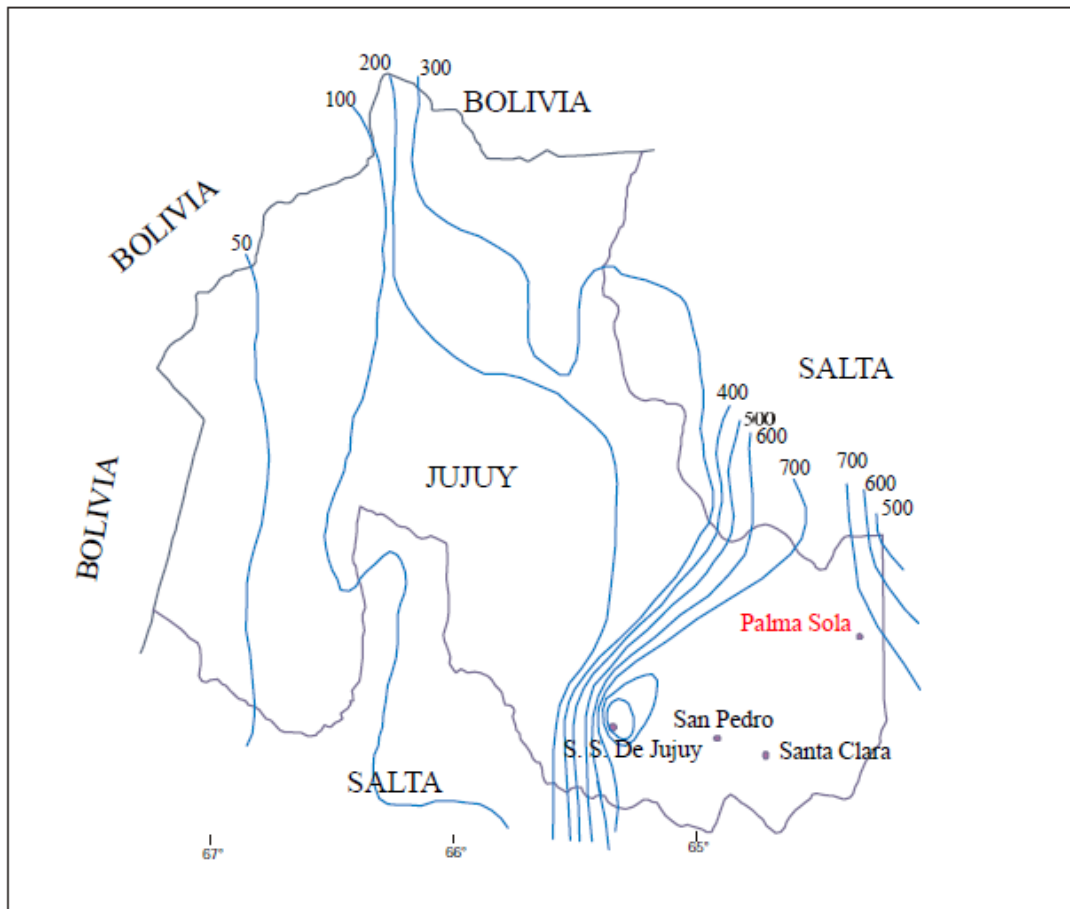 200
300
100
BOLIVIA
BOLIVIA
50
SALTA
400
500
600
700
700
600
500
JUJUY
BOLIVIA
Palma Sola
San Pedro
S. S. De Jujuy
Santa Clara
SALTA
67°
66°
65°